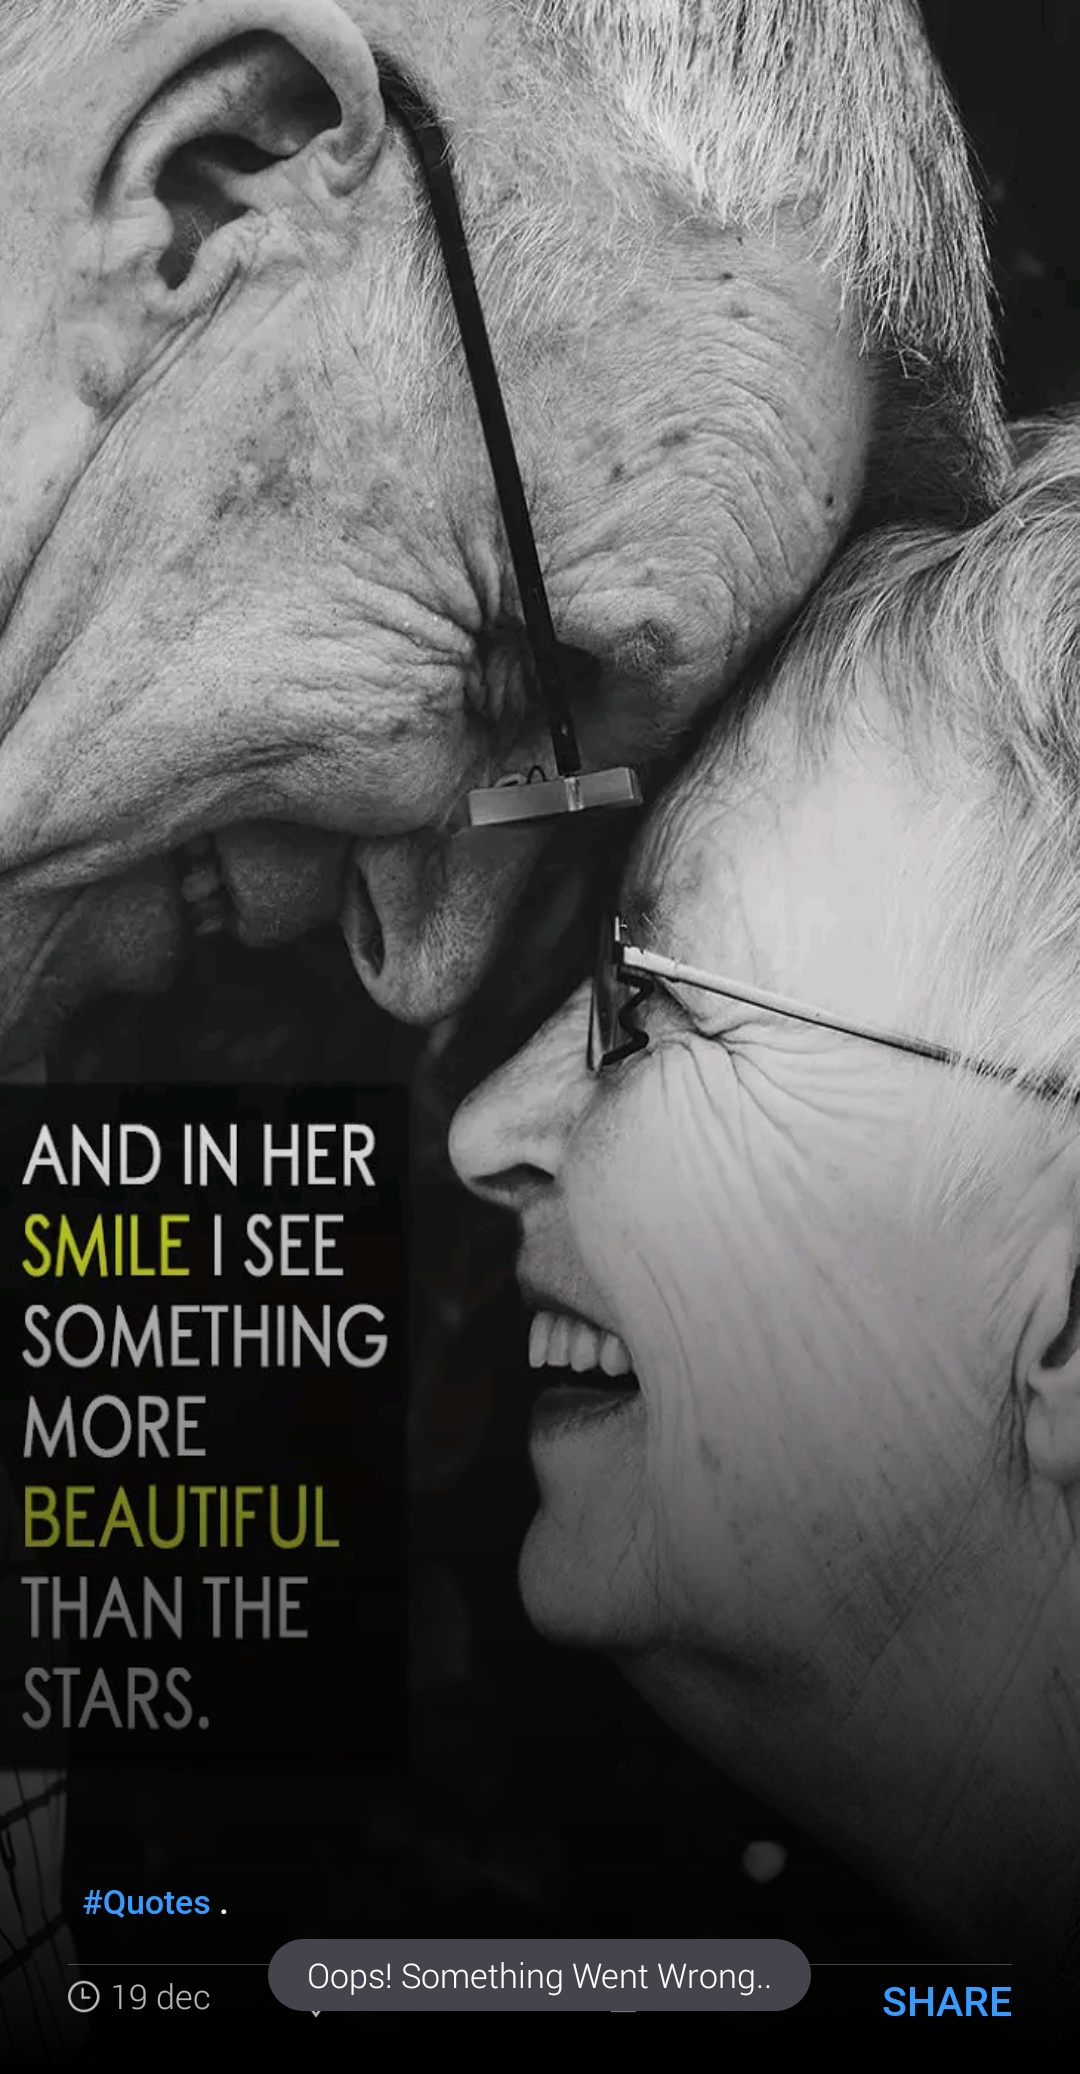 AND IN HER
SMILE I SEE
SOMETHING
MORE
BEAUTIFUL
THAN THE
STARS.
#Quotes .
Oops! Something Went Wrong..
19 dec
SHARE